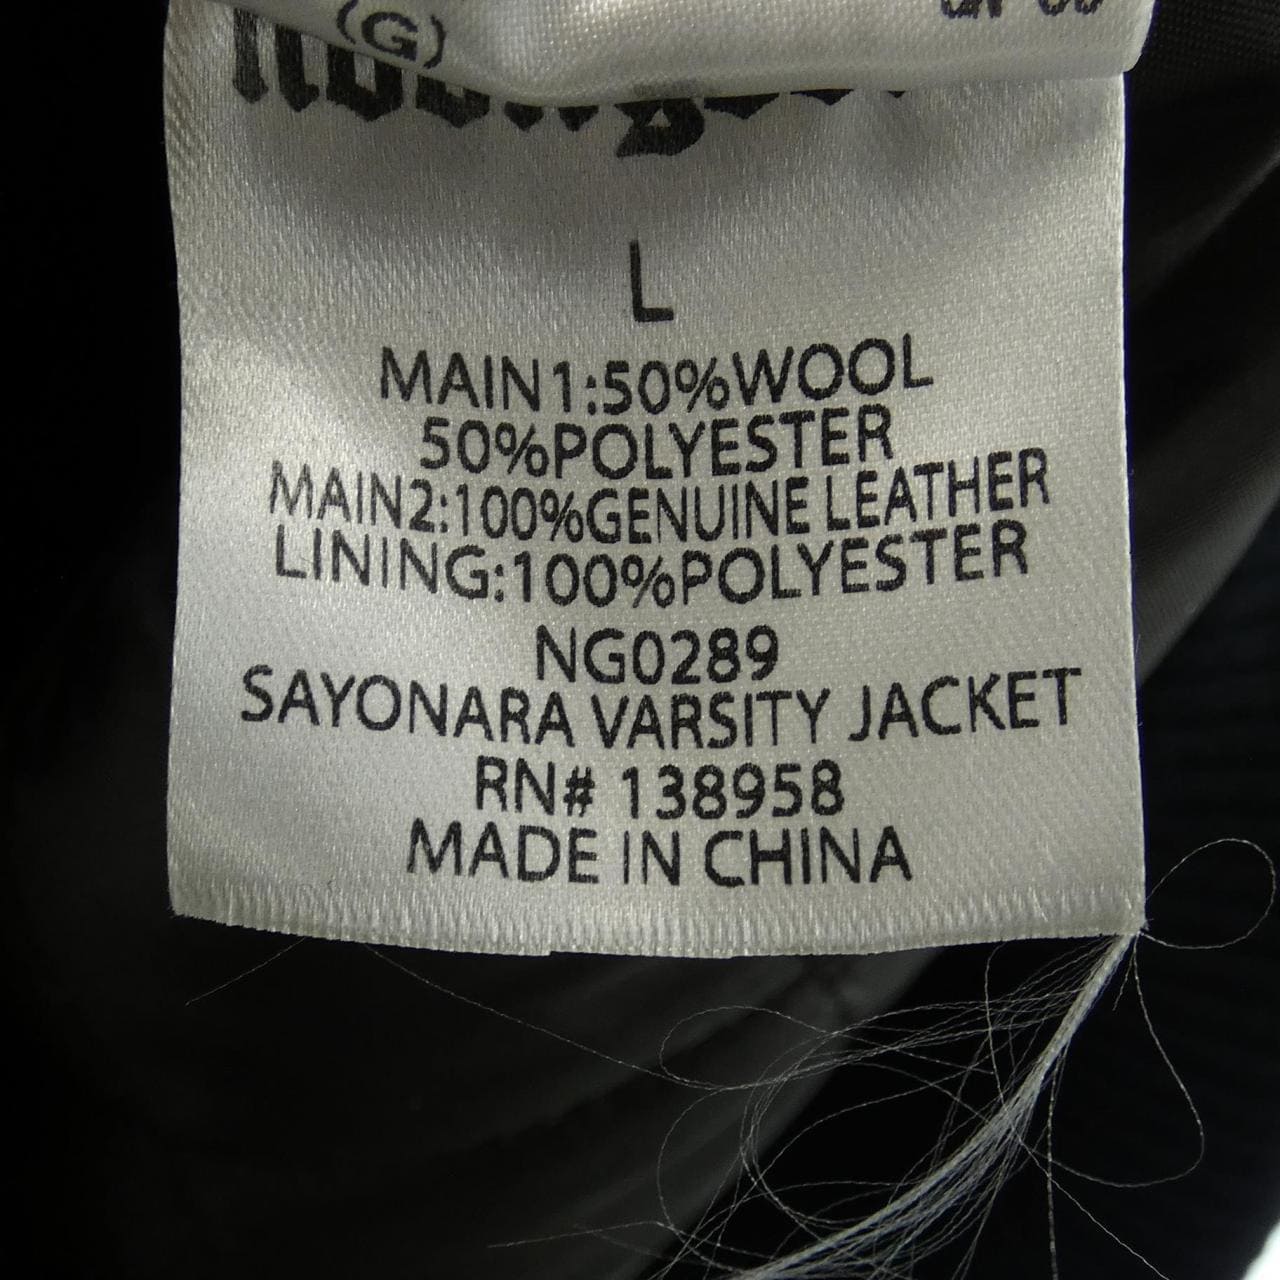 (G)
L
MAIN1:50%WOOL
50%POLYESTER
MAIN2:100%GENUINE LEATHER
LINING:100%POLYESTER
NG0289
SAYONARA VARSITY JACKET
RN# 138958
MADE IN CHINA